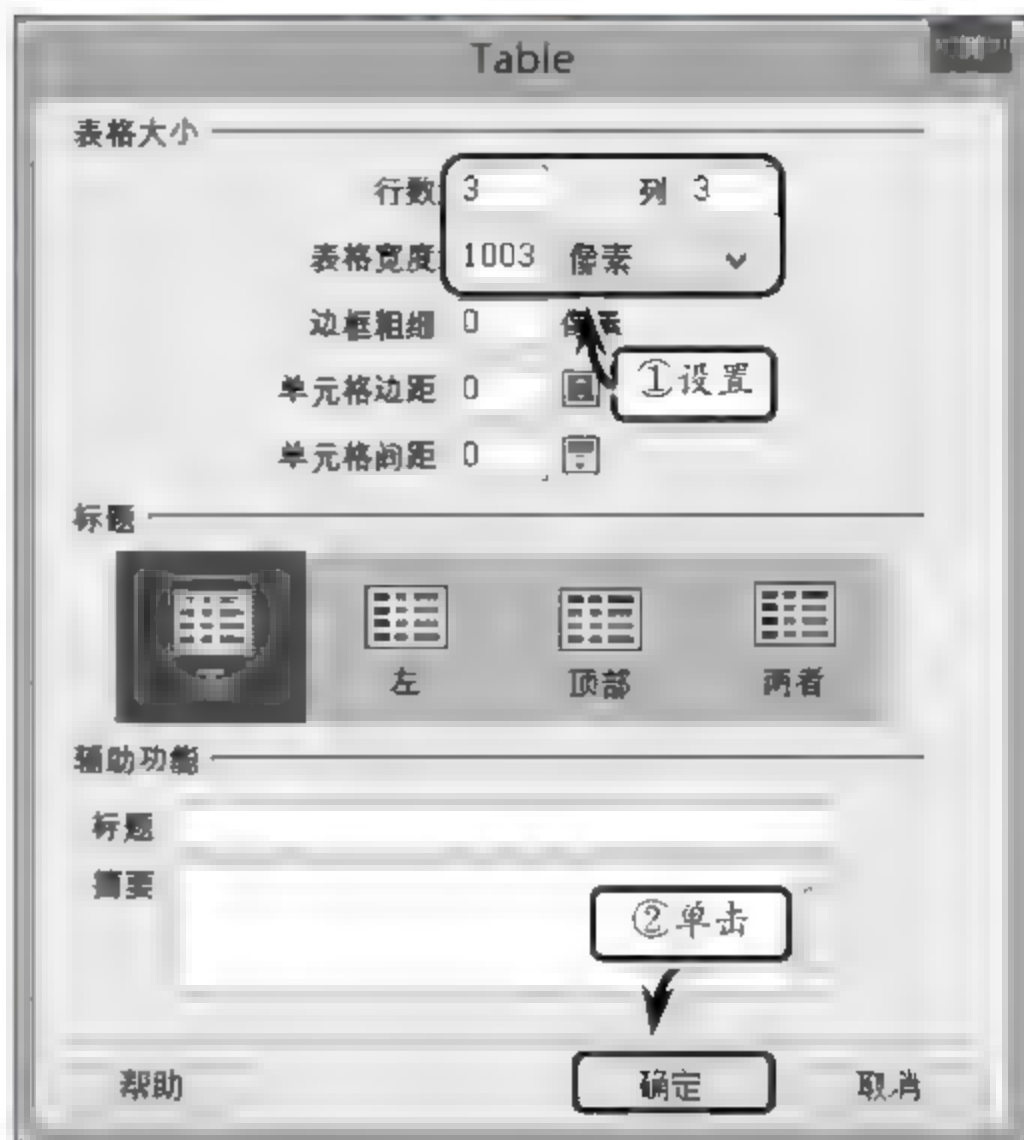 Table
表格大小
行数: 3 列 3
表格宽度: 1003 像素
边框粗细 0 像素
①设置
单元格边距 0
单元格间距 0
标题
左 顶部 两者
辅助功能
标题
摘要
②单击
帮助 确定 取消